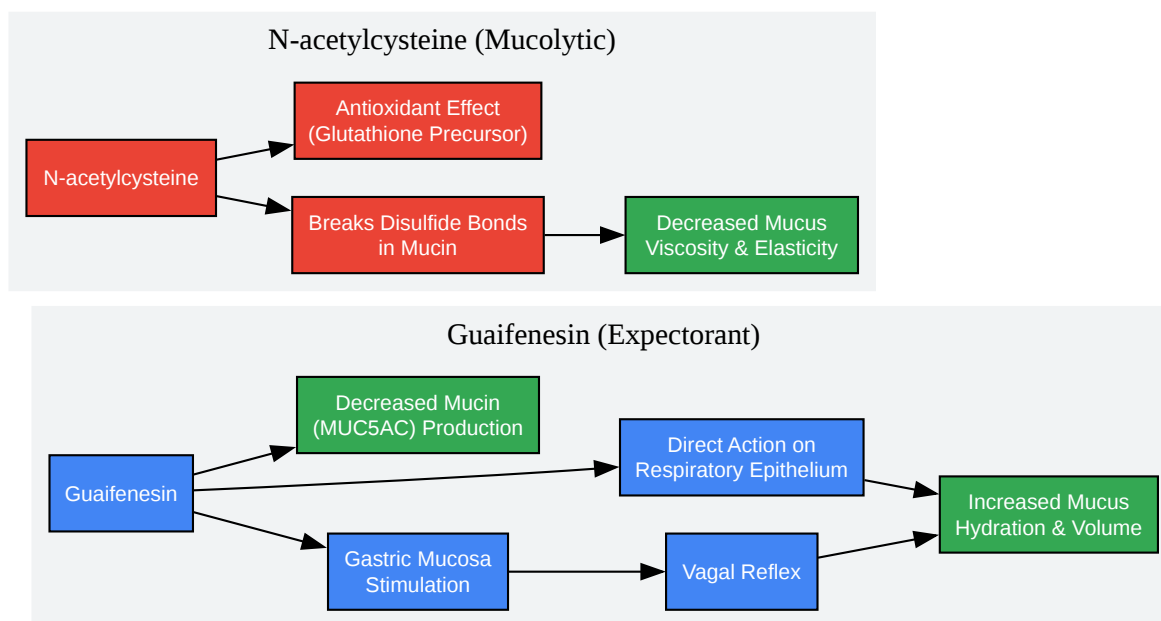 N-acetylcysteine (Mucolytic)
Antioxidant Effect
(Glutathione Precursor)
N-acetylcysteine
Breaks Disulfide Bonds
in Mucin
Decreased Mucus
Viscosity & Elasticity
Guaifenesin (Expectorant)
Decreased Mucin
(MUC5AC) Production
Direct Action on
Respiratory Epithelium
Guaifenesin
Increased Mucus
Hydration & Volume
Gastric Mucosa
Stimulation
Vagal Reflex